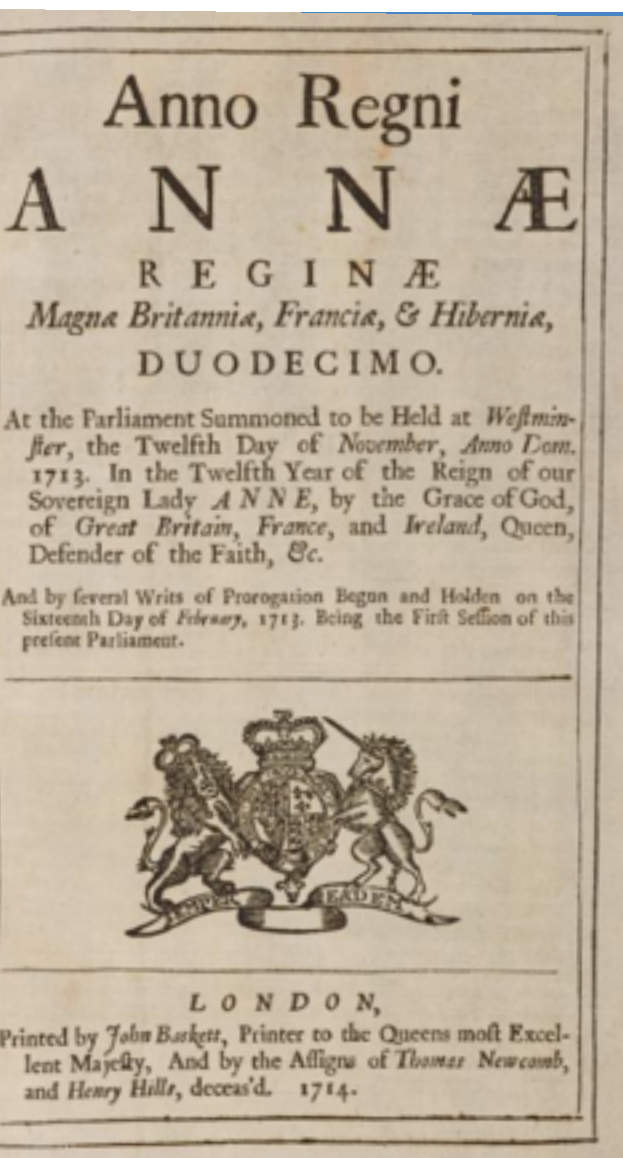 Anno Regni
ANNÆ
REGINÆ
Magnæ Britanniæ, Franciæ, & Hiberniæ,
DUODECIMO.
At the Parliament Summoned to be Held at Weſtmin-
ſter, the Twelfth Day of November, Anno Dom.
1713. In the Twelfth Year of the Reign of our
Sovereign Lady ANNE, by the Grace of God,
of Great Britain, France, and Ireland, Queen,
Defender of the Faith, &c.
And by ſeveral Writs of Prorogation Begun and Holden on the
Sixteenth Day of February, 1713. Being the Firſt Seſſion of this
preſent Parliament.
SEMPER EADEM
LONDON,
Printed by John Baskett, Printer to the Queens moſt Excel-
lent Majeſty, And by the Aſſigns of Thomas Newcomb,
and Henry Hills, deceas'd. 1714.